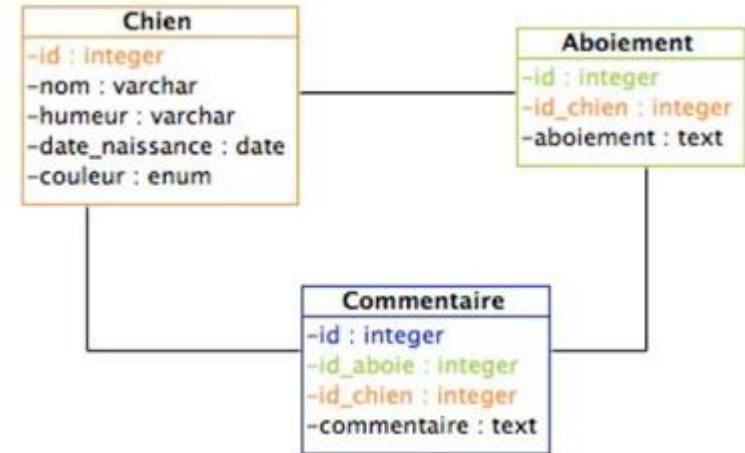 Chien
-id : integer
-nom : varchar
-humeur : varchar
-date_naissance : date
-couleur : enum
Aboiement
-id : integer
-id_chien : integer
-aboiement : text
Commentaire
-id : integer
-id_aboie : integer
-id_chien : integer
-commentaire : text